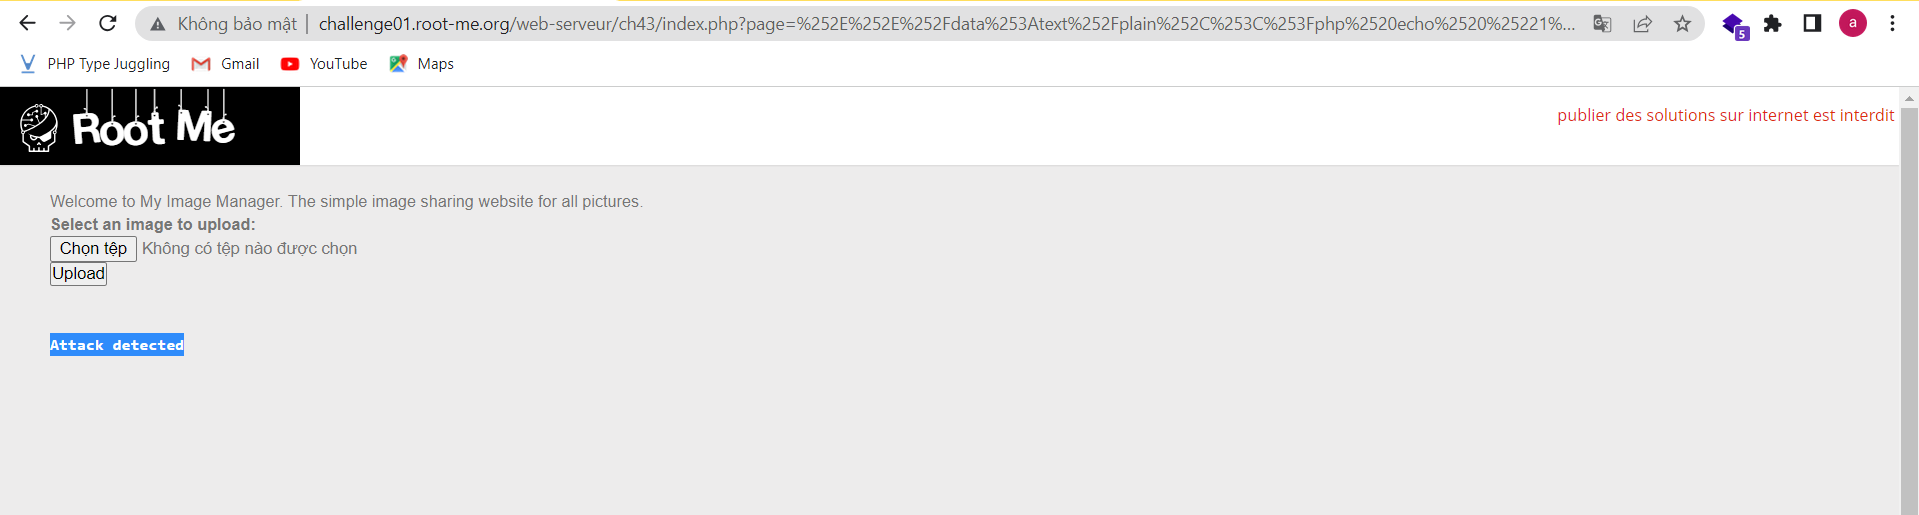 Không bảo mật | challenge01.root-me.org/web-serveur/ch43/index.php?page=%252E%252E%252Fdata%253Atext%252Fplain%252C%253C%253Fphp%2520echo%2520%25221%...
5
a
PHP Type Juggling
Gmail
YouTube
Maps
Root Me
publier des solutions sur internet est interdit
Welcome to My Image Manager. The simple image sharing website for all pictures.
Select an image to upload:
Chọn tệp Không có tệp nào được chọn
Upload
Attack detected